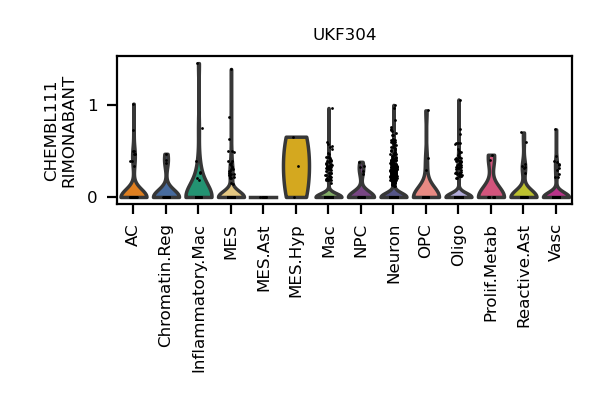 UKF304
CHEMBL111
RIMONABANT
1
0
AC
Chromatin.Reg
Inflammatory.Mac
MES
MES.Ast
MES.Hyp
Mac
NPC
Neuron
OPC
Oligo
Prolif.Metab
Reactive.Ast
Vasc